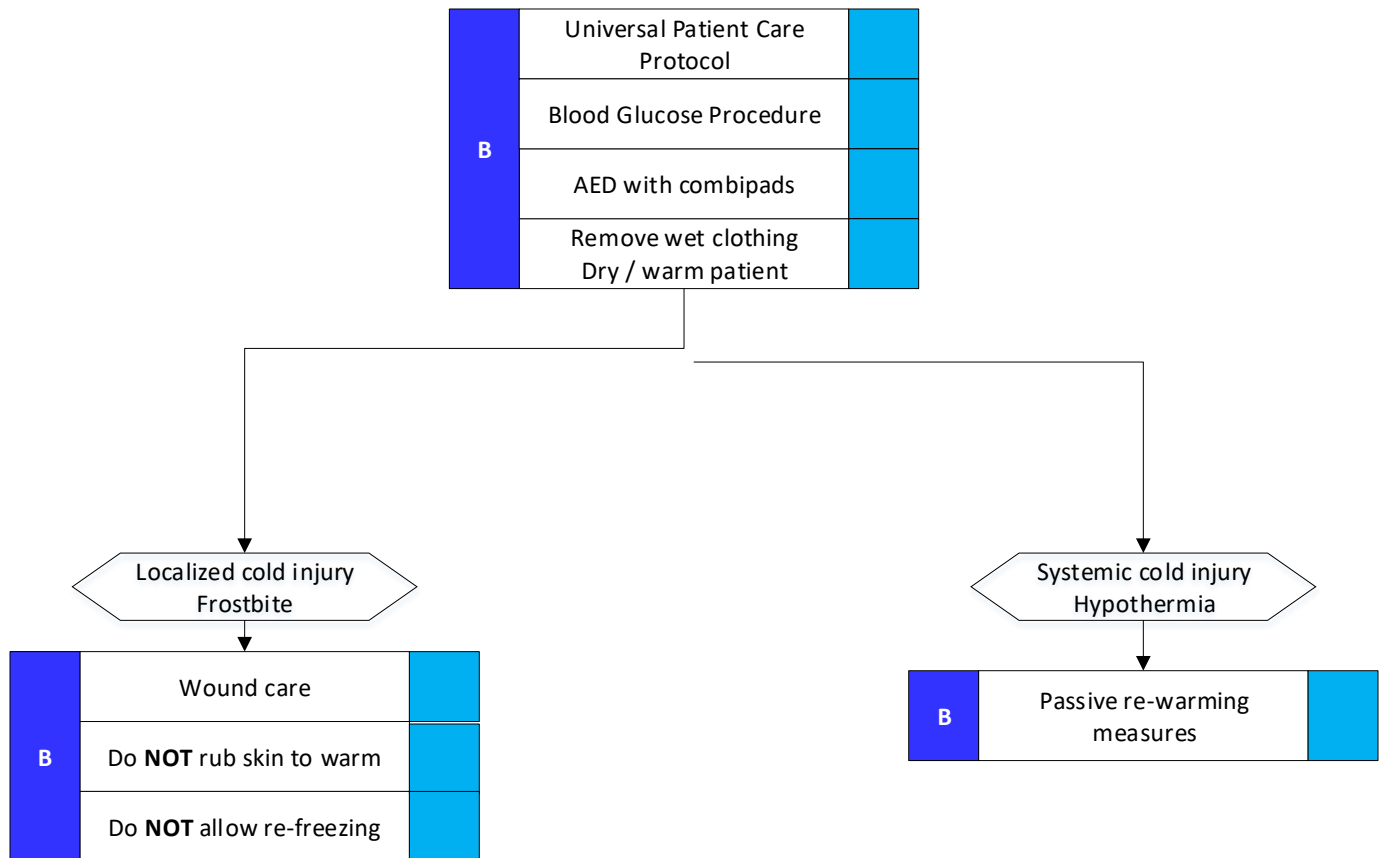 Universal Patient Care
Protocol
Blood Glucose Procedure
B
AED with combipads
Remove wet clothing
Dry / warm patient
Localized cold injury
Frostbite
Systemic cold injury
Hypothermia
Wound care
B
Do NOT rub skin to warm
Do NOT allow re-freezing
B
Passive re-warming
measures